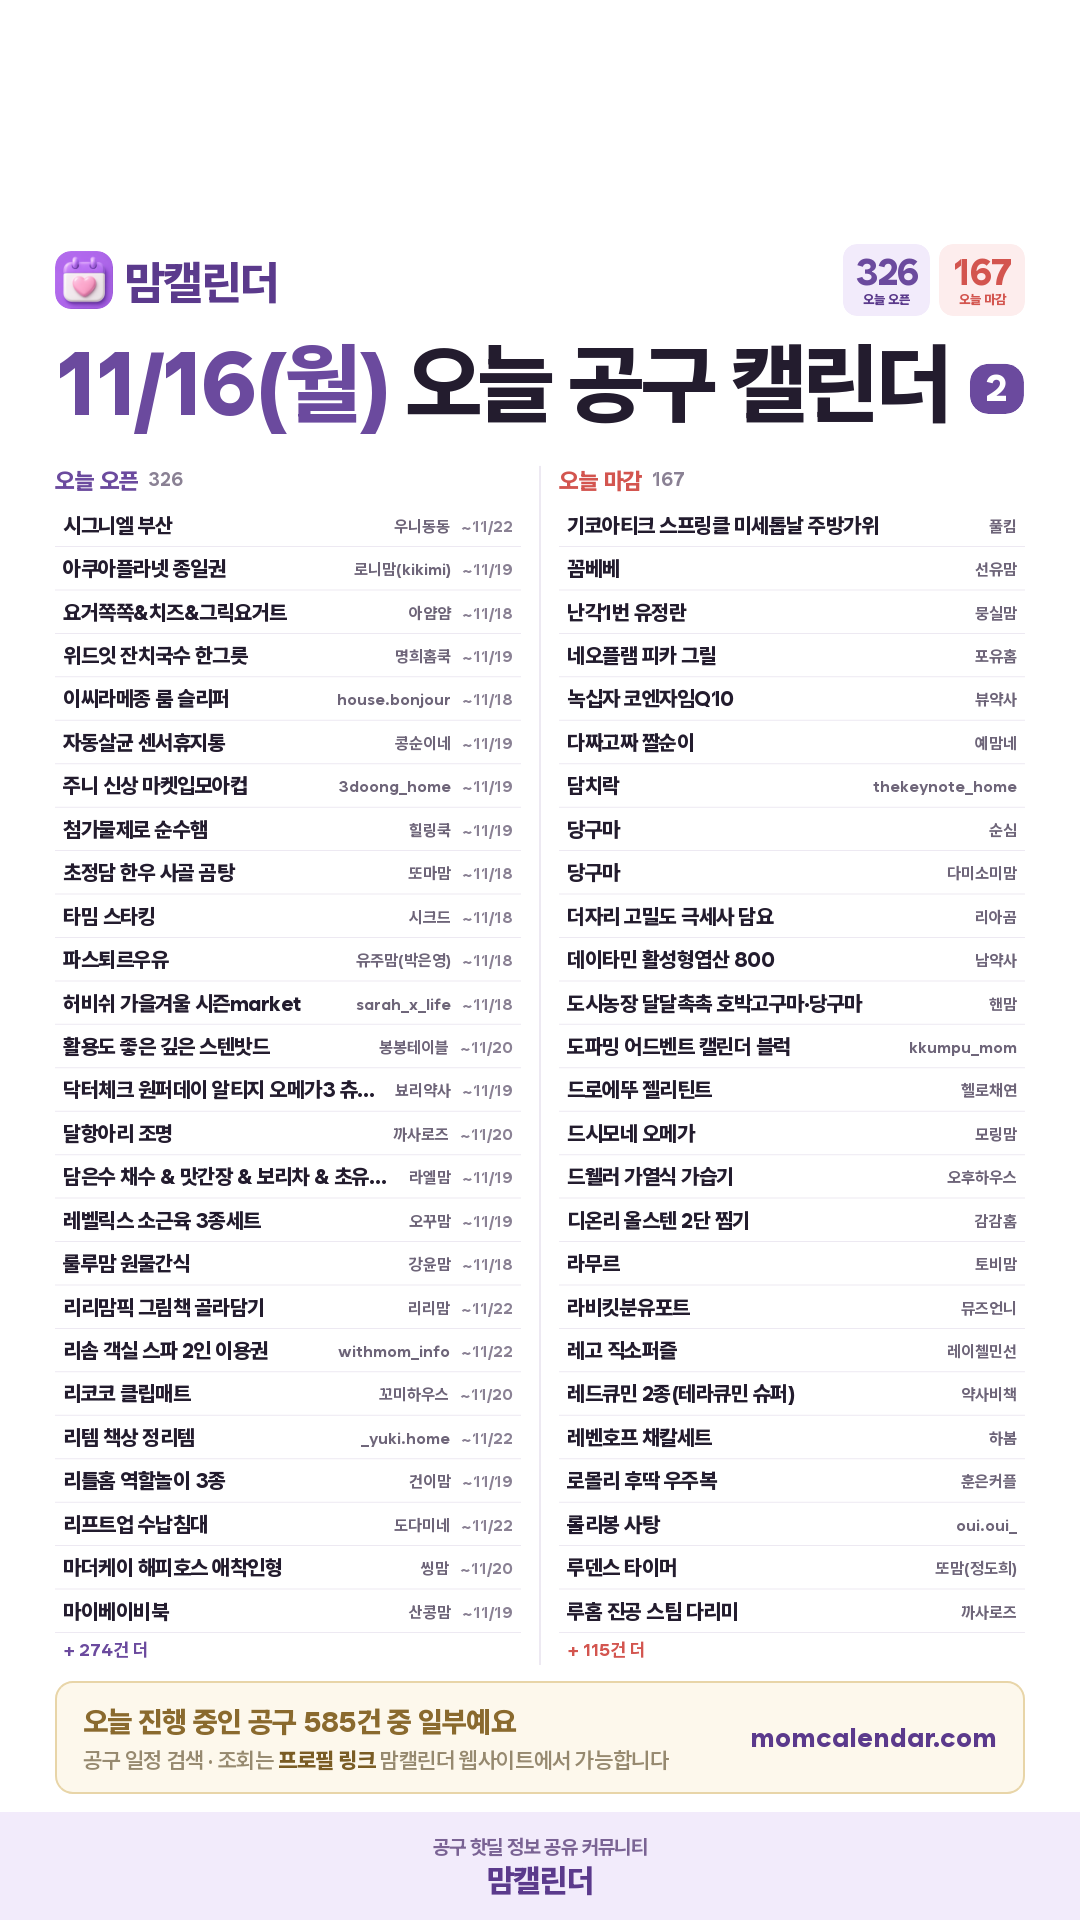 맘캘린더
326
오늘 오픈
167
오늘 마감
11/16(월) 오늘 공구 캘린더 2
오늘 오픈 326
시그니엘 부산 우니동동 ~11/22
아쿠아플라넷 종일권 로니맘(kikimi) ~11/19
요거쪽쪽&치즈&그릭요거트 아얌얌 ~11/18
위드잇 잔치국수 한그릇 명희홈쿡 ~11/19
이씨라메종 룸 슬리퍼 house.bonjour ~11/18
자동살균 센서휴지통 콩순이네 ~11/19
주니 신상 마켓입모아컵 3doong_home ~11/19
첨가물제로 순수햄 힐링쿡 ~11/19
초정담 한우 사골 곰탕 또마맘 ~11/18
타밈 스타킹 시크드 ~11/18
파스퇴르우유 유주맘(박은영) ~11/18
허비쉬 가을겨울 시즌market sarah_x_life ~11/18
활용도 좋은 깊은 스텐밧드 봉봉테이블 ~11/20
닥터체크 원퍼데이 알티지 오메가3 츄... 뵤리약사 ~11/19
달항아리 조명 까사로즈 ~11/20
담은수 채수 & 맛간장 & 보리차 & 초유... 라엘맘 ~11/19
레벨릭스 소근육 3종세트 오꾸맘 ~11/19
룰루맘 원물간식 강윤맘 ~11/18
리리맘픽 그림책 골라담기 리리맘 ~11/22
리솜 객실 스파 2인 이용권 withmom_info ~11/22
리코코 클립매트 꼬미하우스 ~11/20
리템 책상 정리템 _yuki.home ~11/22
리틀홈 역할놀이 3종 건이맘 ~11/19
리프트업 수납침대 도다미네 ~11/22
마더케이 해피호스 애착인형 씽맘 ~11/20
마이베이비북 산콩맘 ~11/19
+ 274건 더
오늘 마감 167
기코아티크 스프링클 미세톱날 주방가위 풀킴
꼼베베 선유맘
난각1번 유정란 뭉실맘
네오플램 피카 그릴 포유홈
녹십자 코엔자임Q10 뷰약사
다짜고짜 짤순이 예맘네
담치락 thekeynote_home
당구마 순심
당구마 다미소미맘
더자리 고밀도 극세사 담요 리아곰
데이타민 활성형엽산 800 남약사
도시농장 달달촉촉 호박고구마·당구마 핸맘
도파밍 어드벤트 캘린더 블럭 kkumpu_mom
드로에뚜 젤리틴트 헬로채연
드시모네 오메가 모링맘
드웰러 가열식 가습기 오후하우스
디온리 올스텐 2단 찜기 감감홈
라무르 토비맘
라비킷분유포트 뮤즈언니
레고 직소퍼즐 레이첼민선
레드큐민 2종(테라큐민 슈퍼) 약사비책
레벤호프 채칼세트 하봄
로몰리 후딱 우주복 훈은커플
롤리봉 사탕 oui.oui_
루덴스 타이머 또맘(정도희)
루홈 진공 스팀 다리미 까사로즈
+ 115건 더
오늘 진행 중인 공구 585건 중 일부예요
공구 일정 검색 · 조회는 프로필 링크 맘캘린더 웹사이트에서 가능합니다
momcalendar.com
공구 핫딜 정보 공유 커뮤니티
맘캘린더